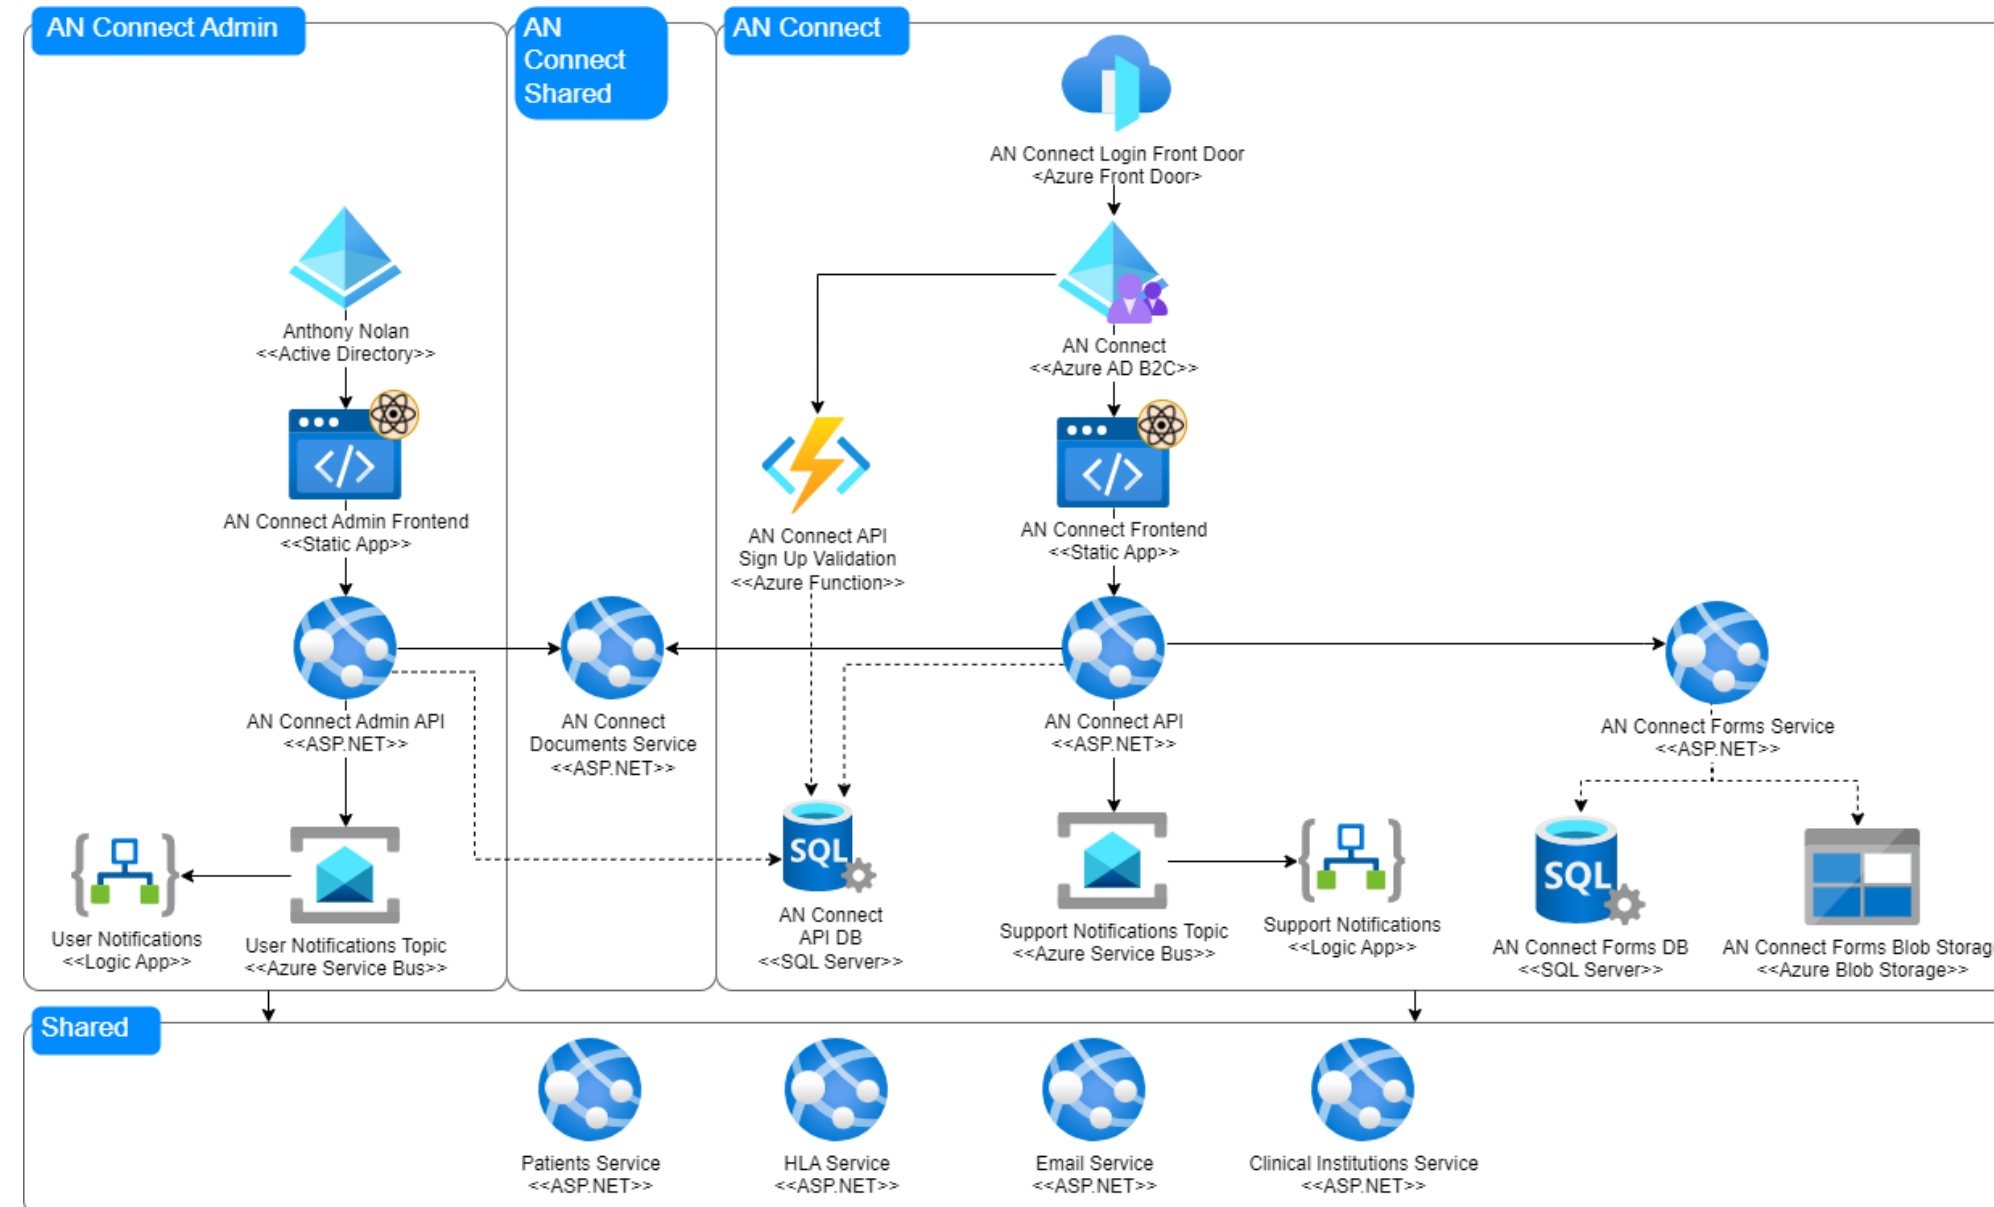 AN Connect Admin
AN
Connect
Shared
AN Connect
AN Connect Login Front Door
<Azure Front Door>
Anthony Nolan
<<Active Directory>>
AN Connect
<<Azure AD B2C>>
AN Connect Admin Frontend
<<Static App>>
AN Connect API
Sign Up Validation
<<Azure Function>>
AN Connect Frontend
<<Static App>>
AN Connect Admin API
<<ASP.NET>>
AN Connect
Documents Service
<<ASP.NET>>
AN Connect API
<<ASP.NET>>
AN Connect Forms Service
<<ASP.NET>>
User Notifications
<<Logic App>>
User Notifications Topic
<<Azure Service Bus>>
SQL
AN Connect
API DB
<<SQL Server>>
Support Notifications Topic
<<Azure Service Bus>>
Support Notifications
<<Logic App>>
SQL
AN Connect Forms DB
<<SQL Server>>
AN Connect Forms Blob Storag
<<Azure Blob Storage>>
Shared
Patients Service
<<ASP.NET>>
HLA Service
<<ASP.NET>>
Email Service
<<ASP.NET>>
Clinical Institutions Service
<<ASP.NET>>